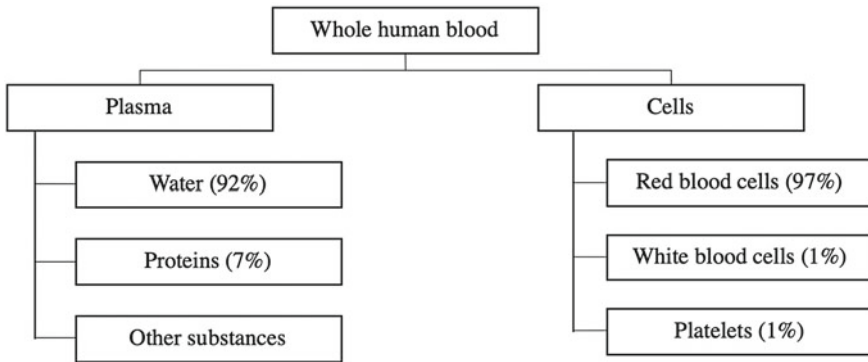 Whole human blood
Plasma
Cells
Water (92%)
Red blood cells (97%)
Proteins (7%)
White blood cells (1%)
Other substances
Platelets (1%)